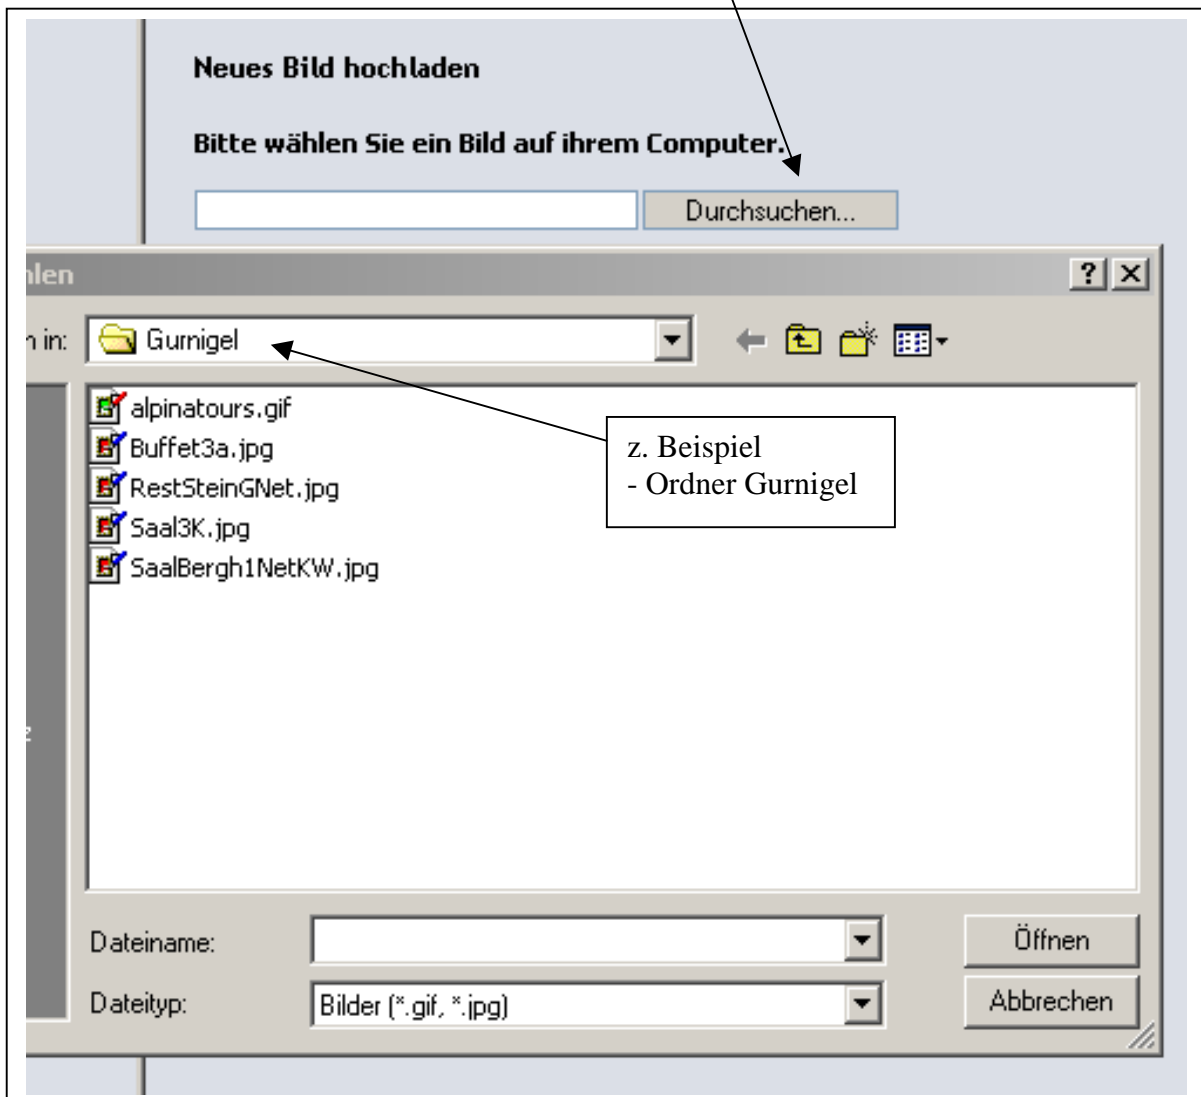 Neues Bild hochladen
Bitte wählen Sie ein Bild auf ihrem Computer.
Durchsuchen...
hlen
n in:
Gurnigel
alpinatours.gif
Buffet3a.jpg
RestSteinGNet.jpg
Saal3K.jpg
SaalBergh1NetKW.jpg
z. Beispiel
- Ordner Gurnigel
z
Dateiname:
Öffnen
Dateityp:
Bilder (*.gif, *.jpg)
Abbrechen